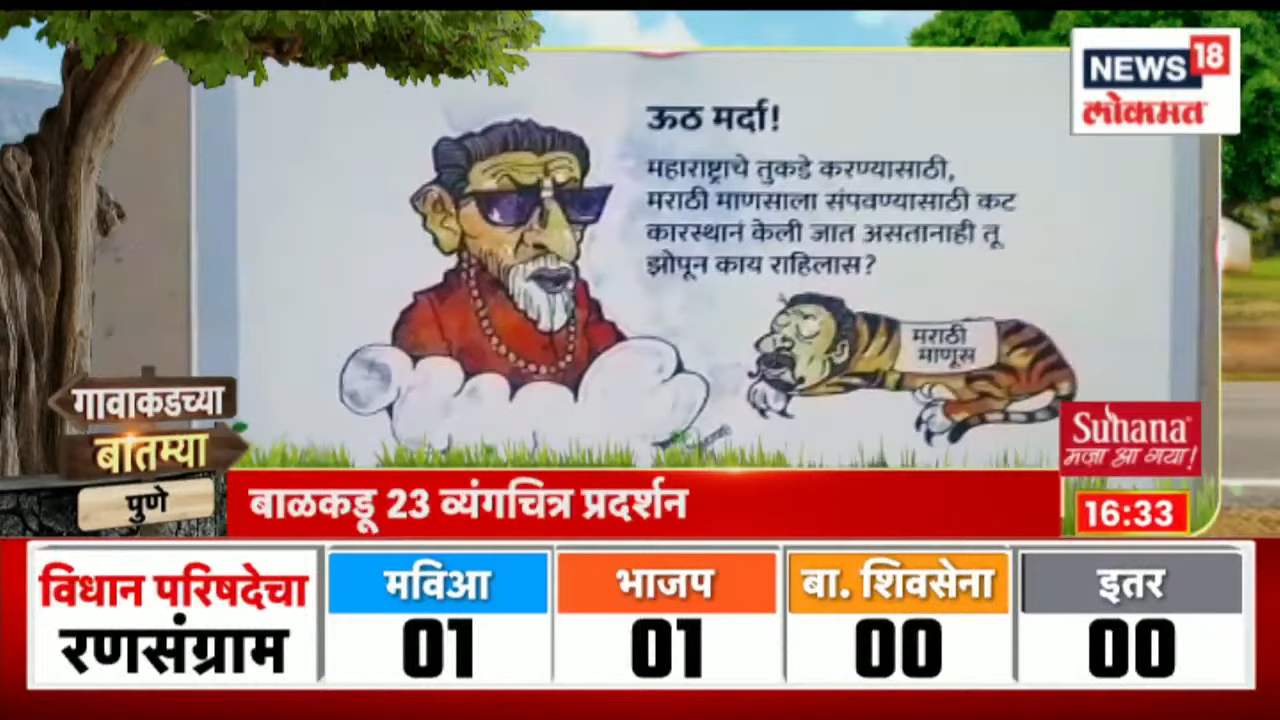 NEWS 18
लोकमत
ऊठ मर्दा!
महाराष्ट्राचे तुकडे करण्यासाठी,
मराठी माणसाला संपवण्यासाठी कट
कारस्थानं केली जात असतानाही तू
झोपून काय राहिलास?
मराठी
माणूस
गावाकडच्या
बातम्या
पुणे
बाळकडू 23 व्यंगचित्र प्रदर्शन
Suhana
मज़ा आ गया!
16:33
विधान परिषदेचा
रणसंग्राम
मविआ
01
भाजप
01
बा. शिवसेना
00
इतर
00